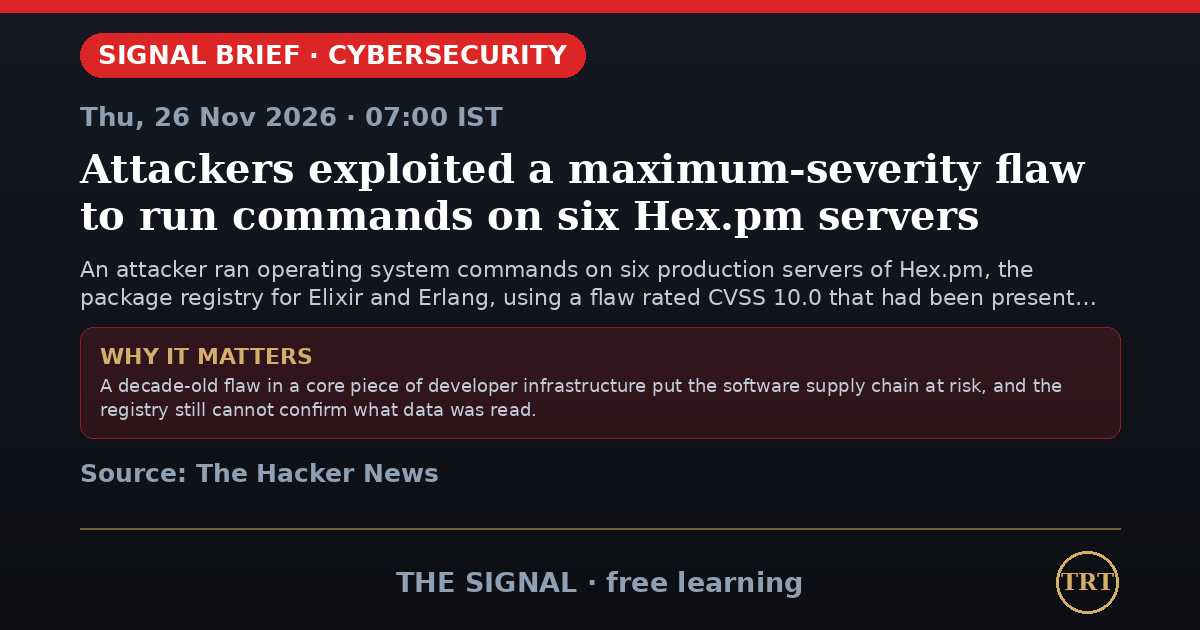 SIGNAL BRIEF · CYBERSECURITY
Thu, 26 Nov 2026 · 07:00 IST
Attackers exploited a maximum-severity flaw
to run commands on six Hex.pm servers
An attacker ran operating system commands on six production servers of Hex.pm, the
package registry for Elixir and Erlang, using a flaw rated CVSS 10.0 that had been present…
WHY IT MATTERS
A decade-old flaw in a core piece of developer infrastructure put the software supply chain at risk, and the
registry still cannot confirm what data was read.
Source: The Hacker News
THE SIGNAL · free learning
TRT